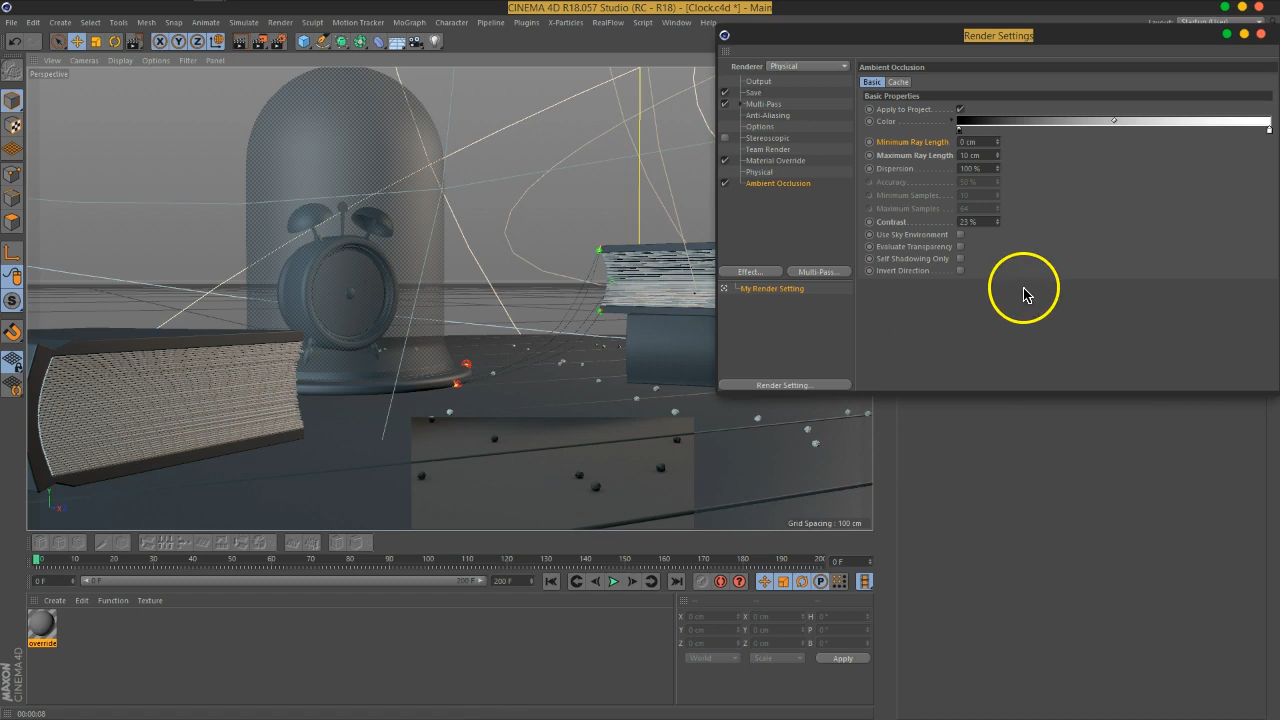 CINEMA 4D R18.057 Studio (RC - R18) - [Clock.c4d *] - Main
File Edit Create Select Tools Mesh Snap Animate Simulate Render Sculpt Motion Tracker MoGraph Character Pipeline Plugins X-Particles RealFlow Script Window Help
Layout: Startup (User)
X Y Z
View Cameras Display Options Filter Panel
Perspective
Render Settings
Renderer Physical
Output
Save
Multi-Pass
Anti-Aliasing
Options
Stereoscopic
Team Render
Material Override
Physical
Ambient Occlusion
Effect... Multi-Pass...
My Render Setting
Render Setting...
Ambient Occlusion
Basic Cache
Basic Properties
Apply to Project
Color
Minimum Ray Length 0 cm
Maximum Ray Length 10 cm
Dispersion 100 %
Accuracy 50 %
Minimum Samples 10
Maximum Samples 64
Contrast 23 %
Use Sky Environment
Evaluate Transparency
Self Shadowing Only
Invert Direction
Y
X
Grid Spacing : 100 cm
0 10 20 30 40 50 60 70 80 90 100 110 120 130 140 150 160 170 180 190 200 0 F
0 F 0 F 200 F 200 F
Create Edit Function Texture
override
X 0 cm X 0 cm H 0 °
Y 0 cm Y 0 cm P 0 °
Z 0 cm Z 0 cm B 0 °
World Scale Apply
MAXON CINEMA 4D
00:00:08